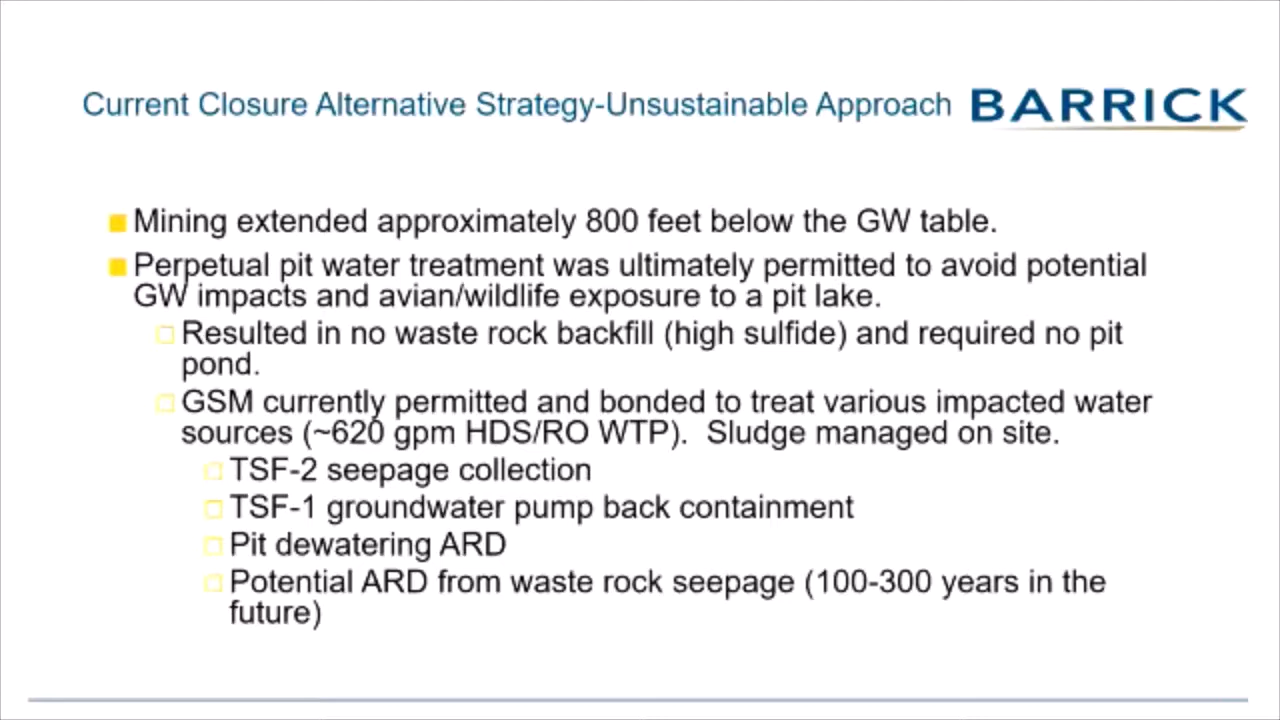 Current Closure Alternative Strategy-Unsustainable Approach
BARRICK
Mining extended approximately 800 feet below the GW table.
Perpetual pit water treatment was ultimately permitted to avoid potential
GW impacts and avian/wildlife exposure to a pit lake.
Resulted in no waste rock backfill (high sulfide) and required no pit
pond.
GSM currently permitted and bonded to treat various impacted water
sources (~620 gpm HDS/RO WTP).  Sludge managed on site.
TSF-2 seepage collection
TSF-1 groundwater pump back containment
Pit dewatering ARD
Potential ARD from waste rock seepage (100-300 years in the
future)